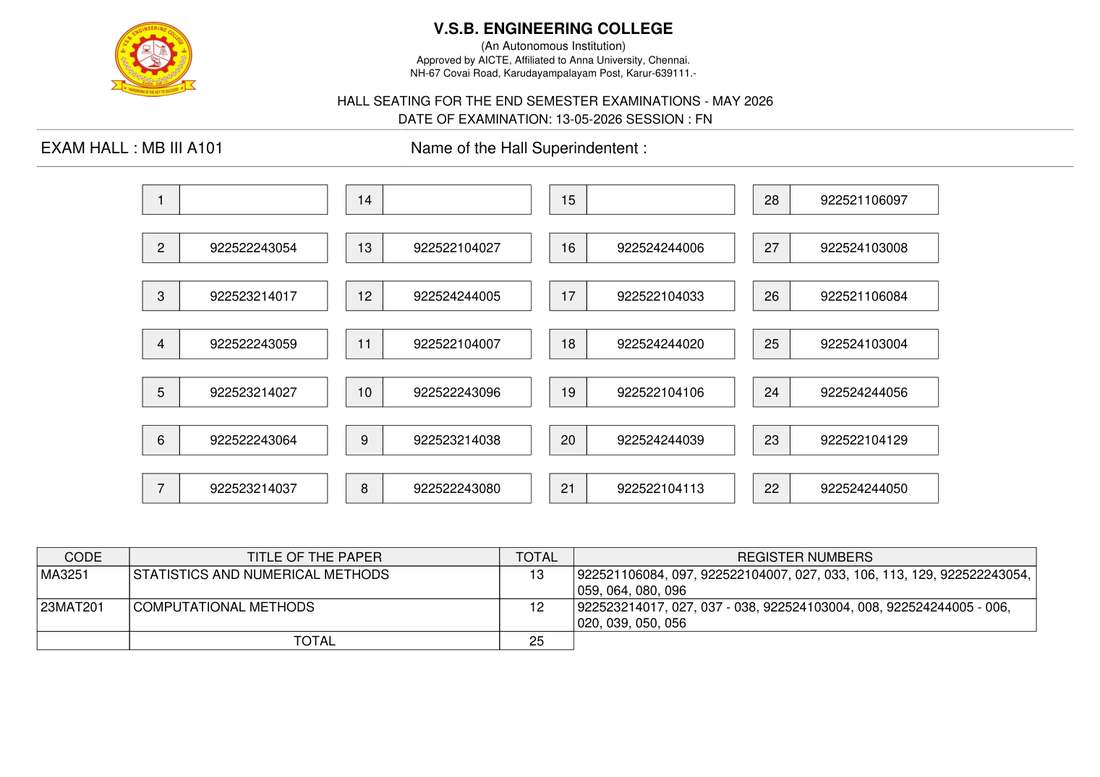 V.S.B. ENGINEERING COLLEGE
(An Autonomous Institution)
Approved by AICTE, Affiliated to Anna University, Chennai.
NH-67 Covai Road, Karudayampalayam Post, Karur-639111.-
HALL SEATING FOR THE END SEMESTER EXAMINATIONS - MAY 2026
DATE OF EXAMINATION: 13-05-2026 SESSION : FN
EXAM HALL : MB III A101 Name of the Hall Superindentent :
1 14 15 28 922521106097
2 922522243054 13 922522104027 16 922524244006 27 922524103008
3 922523214017 12 922524244005 17 922522104033 26 922521106084
4 922522243059 11 922522104007 18 922524244020 25 922524103004
5 922523214027 10 922522243096 19 922522104106 24 922524244056
6 922522243064 9 922523214038 20 922524244039 23 922522104129
7 922523214037 8 922522243080 21 922522104113 22 922524244050
CODE TITLE OF THE PAPER TOTAL REGISTER NUMBERS
MA3251 STATISTICS AND NUMERICAL METHODS 13 922521106084, 097, 922522104007, 027, 033, 106, 113, 129, 922522243054,
059, 064, 080, 096
23MAT201 COMPUTATIONAL METHODS 12 922523214017, 027, 037 - 038, 922524103004, 008, 922524244005 - 006,
020, 039, 050, 056
TOTAL 25